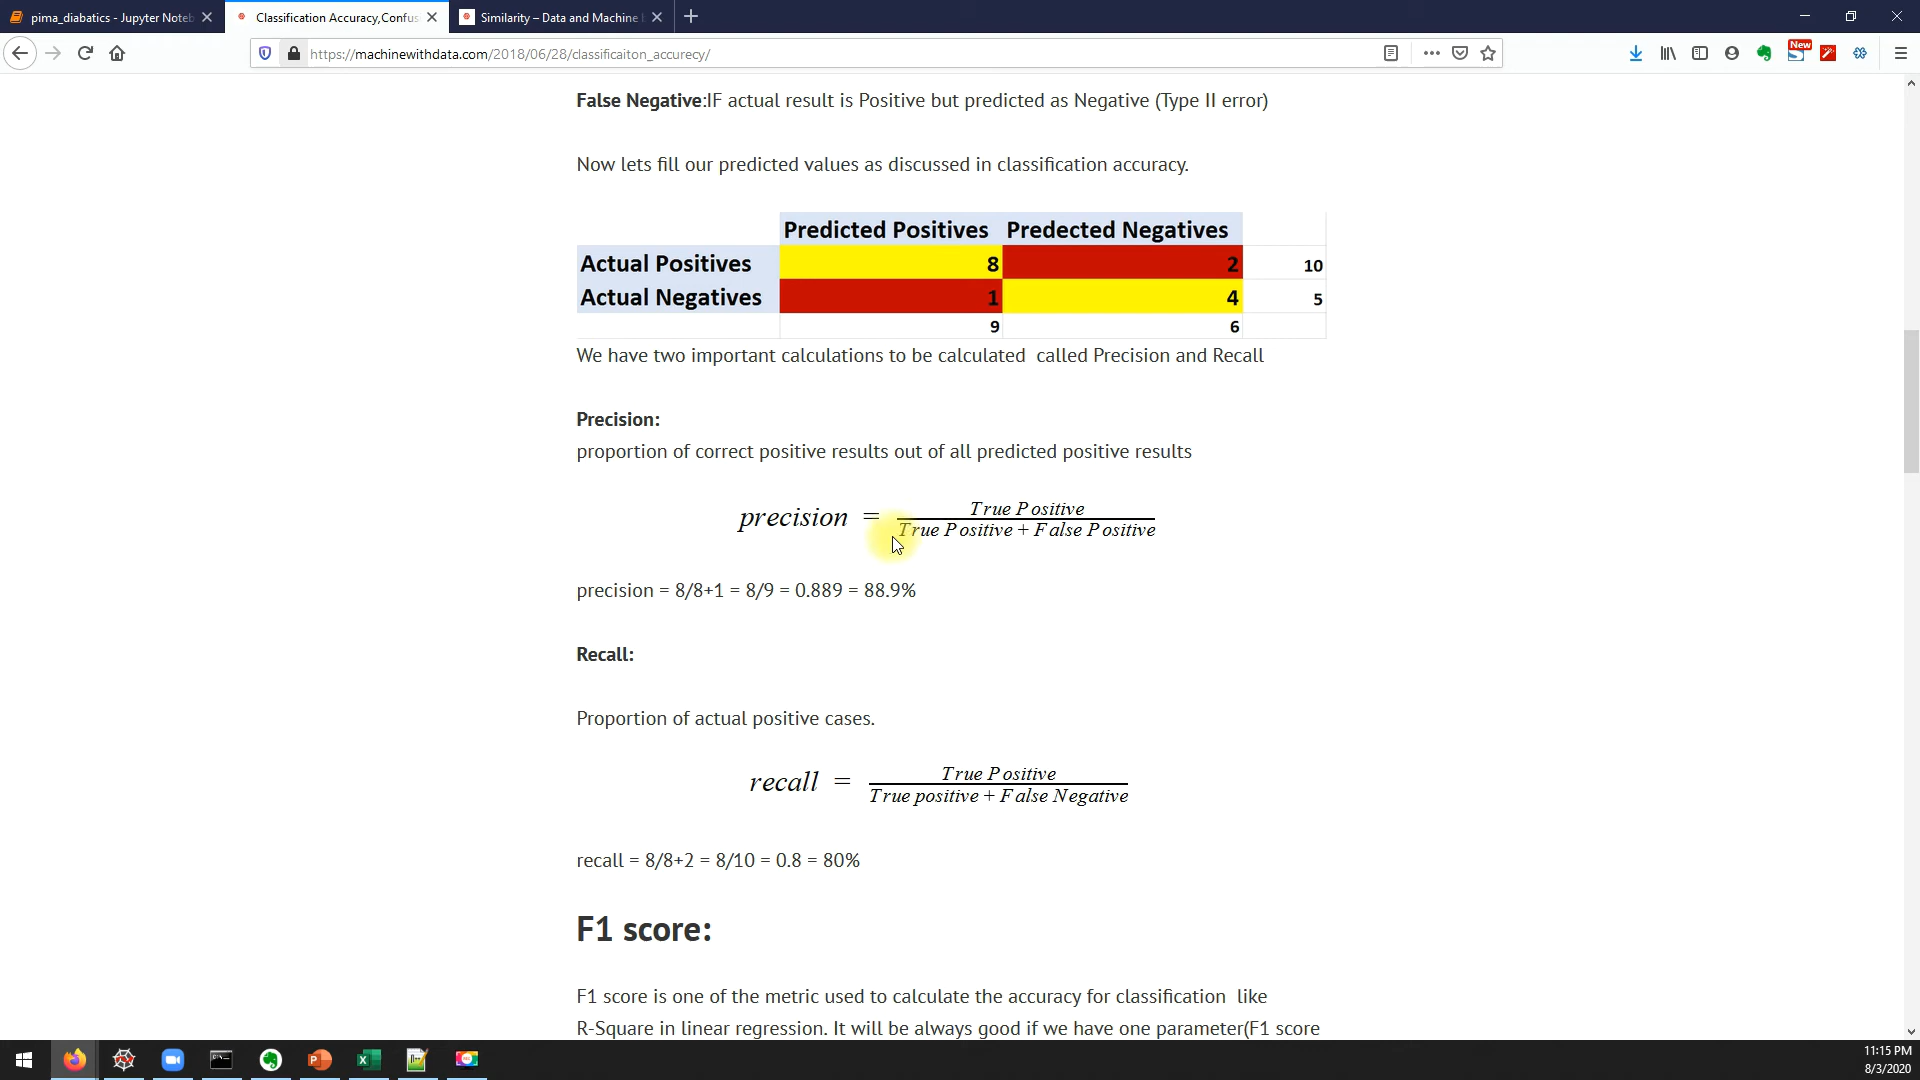 pima_diabatics - Jupyter Noteb
Classification Accuracy,Confus
Similarity – Data and Machine
https://machinewithdata.com/2018/06/28/classificaiton_accurecy/
New
False Negative:IF actual result is Positive but predicted as Negative (Type II error)
Now lets fill our predicted values as discussed in classification accuracy.
Predicted Positives Predected Negatives
Actual Positives 8 2 10
Actual Negatives 1 4 5
9 6
We have two important calculations to be calculated called Precision and Recall
Precision:
proportion of correct positive results out of all predicted positive results
precision = True Positive
True Positive + False Positive
precision = 8/8+1 = 8/9 = 0.889 = 88.9%
Recall:
Proportion of actual positive cases.
recall = True Positive
True positive + False Negative
recall = 8/8+2 = 8/10 = 0.8 = 80%
F1 score:
F1 score is one of the metric used to calculate the accuracy for classification like
R-Square in linear regression. It will be always good if we have one parameter(F1 score
11:15 PM
8/3/2020